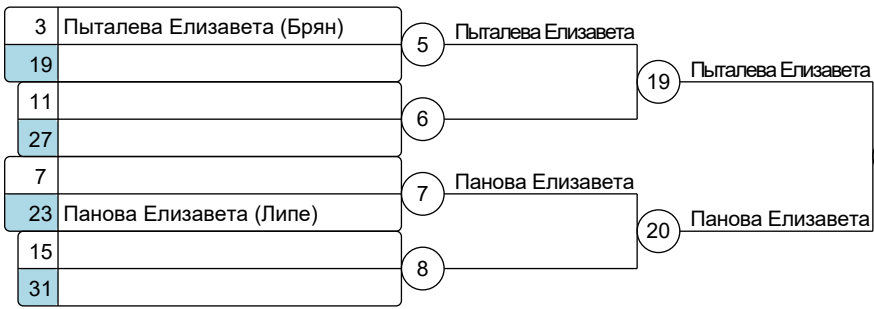 3 Пыталева Елизавета (Брян)
19
5 Пыталева Елизавета
11
27
6
19 Пыталева Елизавета
7
23 Панова Елизавета (Липе)
7 Панова Елизавета
15
31
8
20 Панова Елизавета